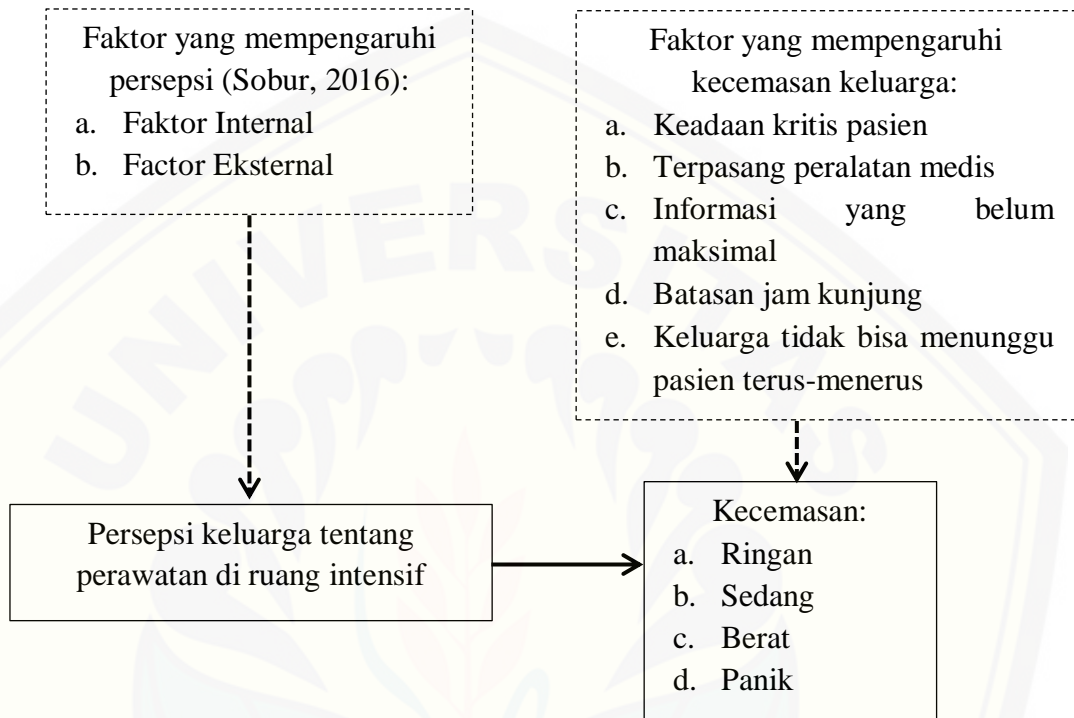 Faktor yang mempengaruhi
persepsi (Sobur, 2016):
a. Faktor Internal
b. Factor Eksternal
Faktor yang mempengaruhi
kecemasan keluarga:
a. Keadaan kritis pasien
b. Terpasang peralatan medis
c. Informasi yang belum
maksimal
d. Batasan jam kunjung
e. Keluarga tidak bisa menunggu
pasien terus-menerus
Persepsi keluarga tentang
perawatan di ruang intensif
Kecemasan:
a. Ringan
b. Sedang
c. Berat
d. Panik
UNIVERSITAS